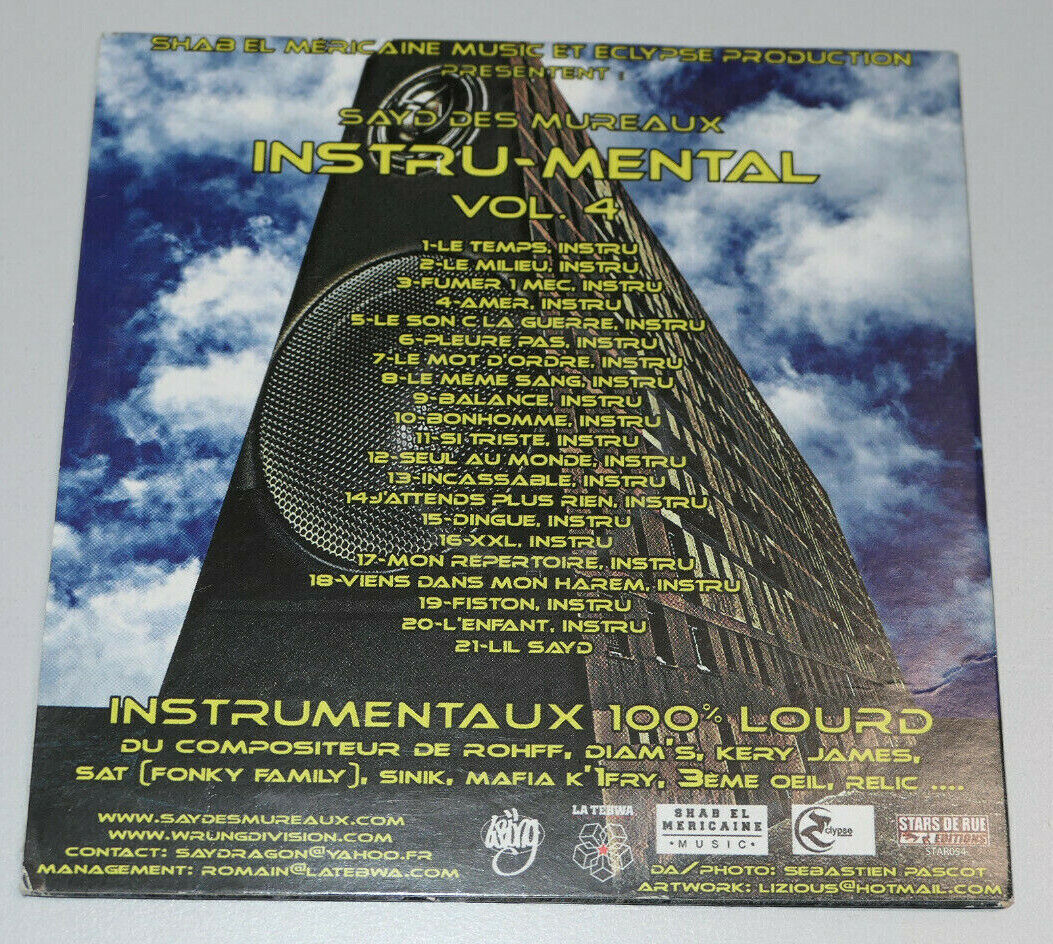 SHAB EL MÉRICAINE MUSIC ET ECLYPSE PRODUCTION
PRESENTENT :
SAYD DES MUREAUX
INSTRU-MENTAL
VOL. 4
1-LE TEMPS, INSTRU
2-LE MILIEU, INSTRU
3-FUMER 1 MEC, INSTRU
4-AMER, INSTRU
5-LE SON C LA GUERRE, INSTRU
6-PLEURE PAS, INSTRU
7-LE MOT D'ORDRE, INSTRU
8-LE MÊME SANG, INSTRU
9-BALANCE, INSTRU
10-BONHOMME, INSTRU
11-SI TRISTE, INSTRU
12-SEUL AU MONDE, INSTRU
13-INCASSABLE, INSTRU
14-J'ATTENDS PLUS RIEN, INSTRU
15-DINGUE, INSTRU
16-XXL, INSTRU
17-MON RÉPERTOIRE, INSTRU
18-VIENS DANS MON HAREM, INSTRU
19-FISTON, INSTRU
20-L'ENFANT, INSTRU
21-LIL SAYD
INSTRUMENTAUX 100% LOURD
DU COMPOSITEUR DE ROHFF, DIAM'S, KERY JAMES,
SAT (FONKY FAMILY), SINIK, MAFIA K'1FRY, 3EME OEIL, RELIC ....
WWW.SAYDESMUREAUX.COM
WWW.WRUNGDIVISION.COM
CONTACT: SAYDRAGON@YAHOO.FR
MANAGEMENT: ROMAIN@LATEBWA.COM
LA TEBWA
SHAB EL
MERICAINE
• MUSIC •
clypse
STARS DE RUE
EDITIONS
STAR094
DA/PHOTO: SEBASTIEN PASCOT
ARTWORK: LIZIOUS@HOTMAIL.COM